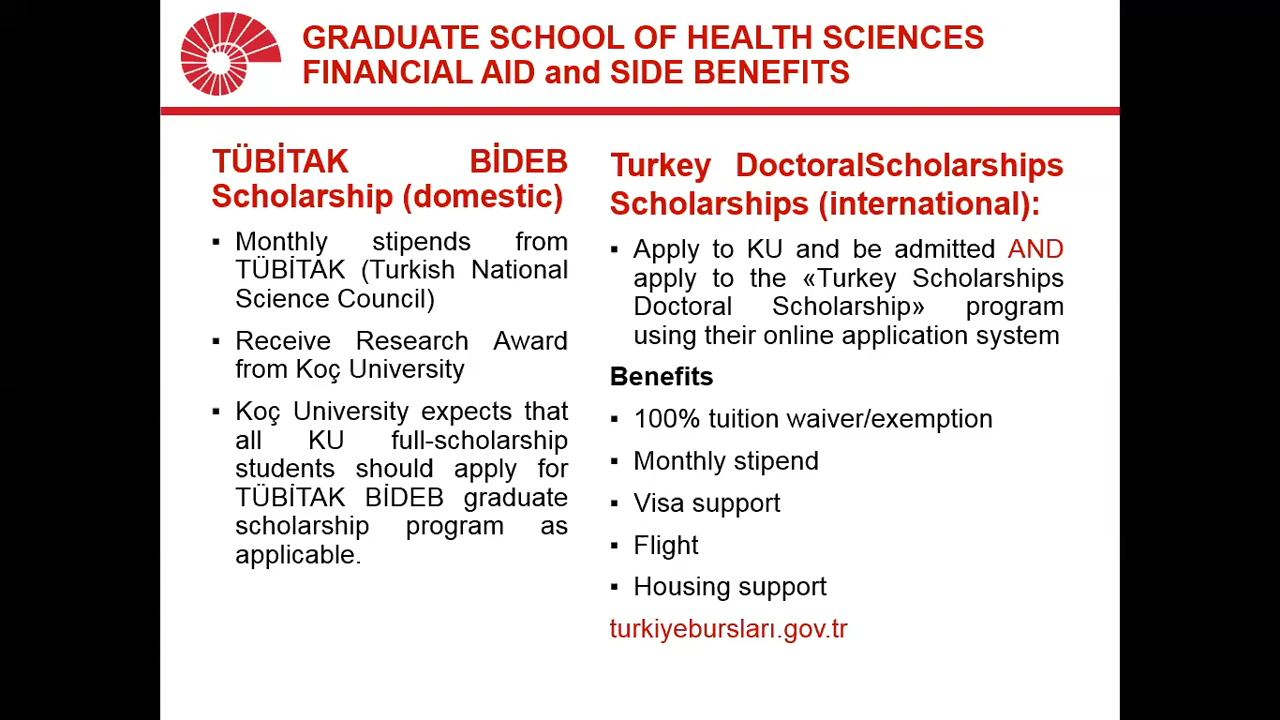 GRADUATE SCHOOL OF HEALTH SCIENCES
FINANCIAL AID and SIDE BENEFITS
TÜBİTAK BİDEB
Scholarship (domestic)
▪ Monthly stipends from
TÜBİTAK (Turkish National
Science Council)
▪ Receive Research Award
from Koç University
▪ Koç University expects that
all KU full-scholarship
students should apply for
TÜBİTAK BİDEB graduate
scholarship program as
applicable.
Turkey DoctoralScholarships
Scholarships (international):
▪ Apply to KU and be admitted AND
apply to the «Turkey Scholarships
Doctoral Scholarship» program
using their online application system
Benefits
▪ 100% tuition waiver/exemption
▪ Monthly stipend
▪ Visa support
▪ Flight
▪ Housing support
turkiyebursları.gov.tr